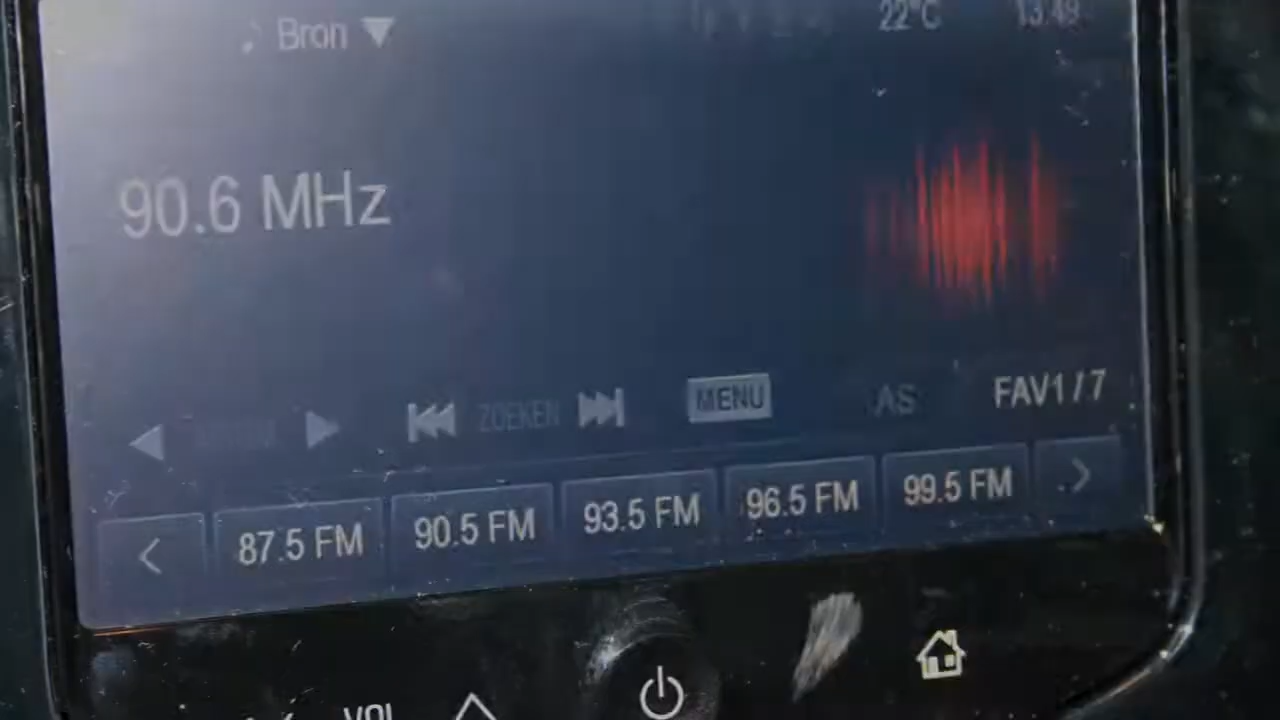 Bron
22°C 13:49
90.6 MHz
ZOEKEN MENU AS FAV1 / 7
87.5 FM 90.5 FM 93.5 FM 96.5 FM 99.5 FM
VOL